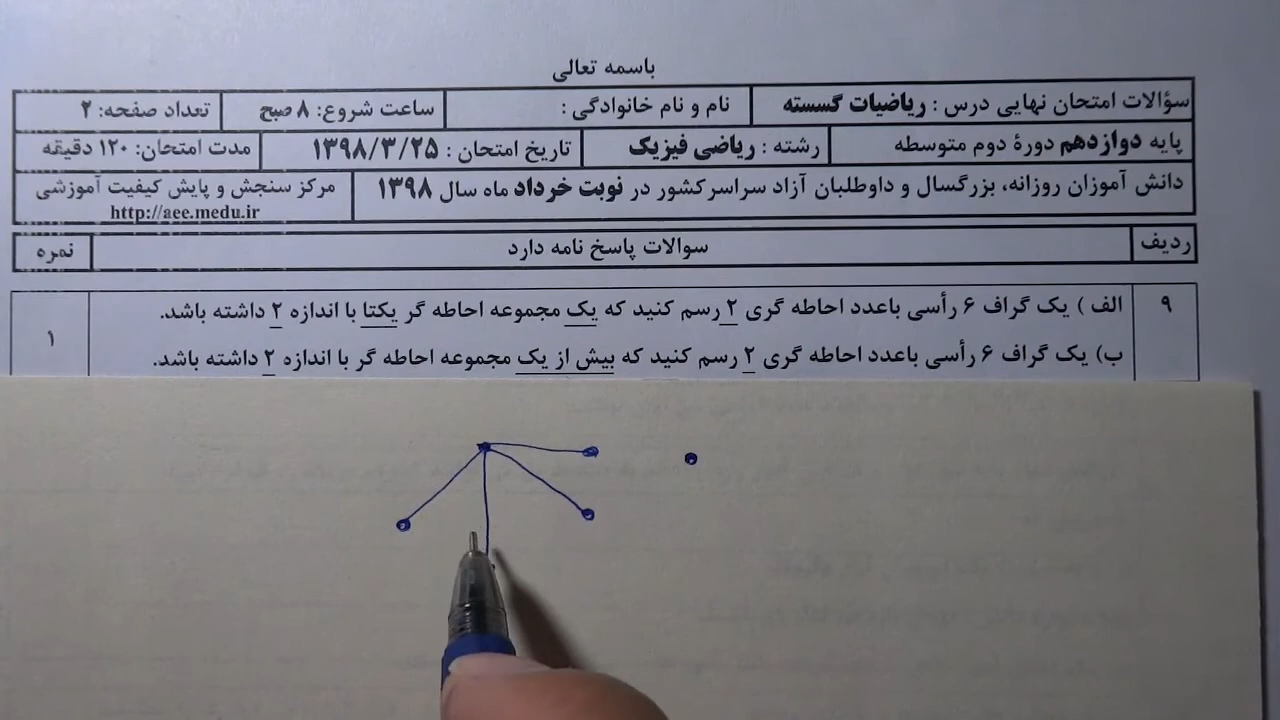 باسمه تعالی
سؤالات امتحان نهایی درس : ریاضیات گسسته نام و نام خانوادگی : ساعت شروع: ۸ صبح تعداد صفحه: ۲
پایه دوازدهم دورۀ دوم متوسطه رشته : ریاضی فیزیک تاریخ امتحان : ۱۳۹۸/۳/۲۵ مدت امتحان: ۱۲۰ دقیقه
دانش آموزان روزانه، بزرگسال و داوطلبان آزاد سراسر کشور در نوبت خرداد ماه سال ۱۳۹۸ مرکز سنجش و پایش کیفیت آموزشی
http://aee.medu.ir
ردیف سوالات پاسخ نامه دارد نمره
۹ الف ) یک گراف ۶ رأسی باعدد احاطه گری ۲ رسم کنید که یک مجموعه احاطه گر یکتا با اندازه ۲ داشته باشد.
۱
ب) یک گراف ۶ رأسی باعدد احاطه گری ۲ رسم کنید که بیش از یک مجموعه احاطه گر با اندازه ۲ داشته باشد.